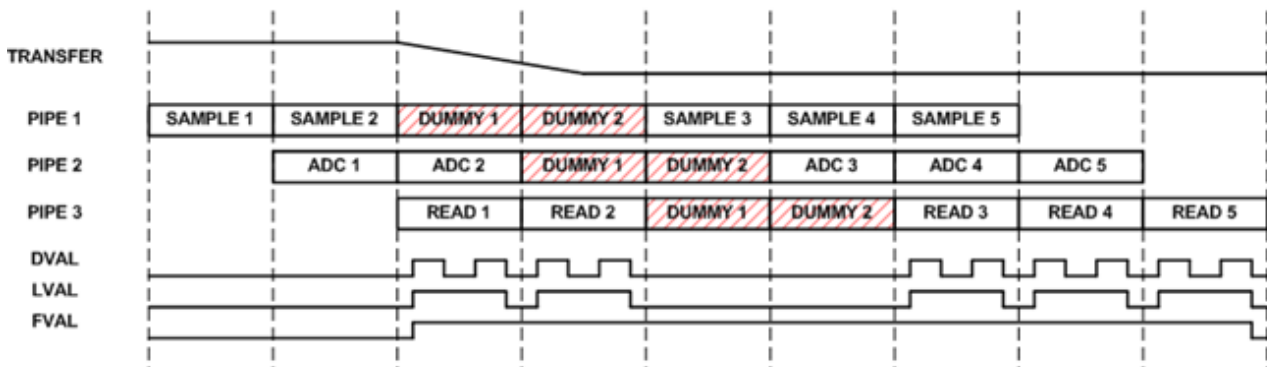 TRANSFER
PIPE 1 SAMPLE 1 SAMPLE 2 DUMMY 1 DUMMY 2 SAMPLE 3 SAMPLE 4 SAMPLE 5
PIPE 2 ADC 1 ADC 2 DUMMY 1 DUMMY 2 ADC 3 ADC 4 ADC 5
PIPE 3 READ 1 READ 2 DUMMY 1 DUMMY 2 READ 3 READ 4 READ 5
DVAL
LVAL
FVAL